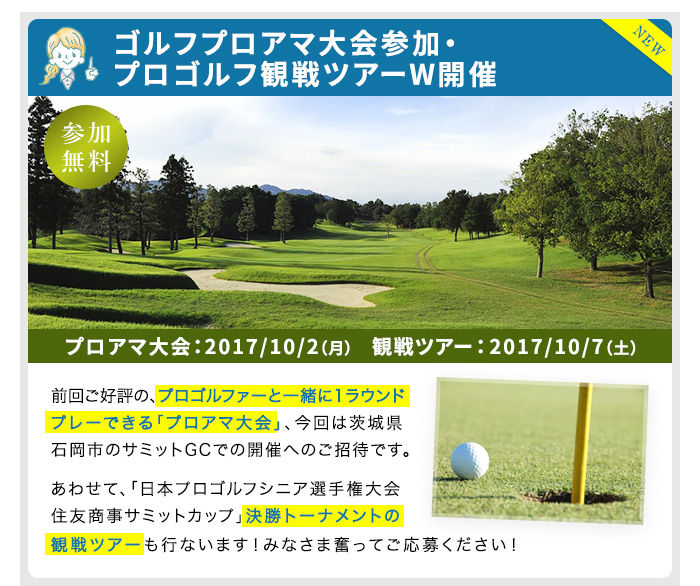 ゴルフプロアマ大会参加・
プロゴルフ観戦ツアーW開催
NEW
参加
無料
プロアマ大会：2017/10/2（月） 観戦ツアー：2017/10/7（土）
前回ご好評の、プロゴルファーと一緒に1ラウンド
プレーできる「プロアマ大会」、今回は茨城県
石岡市のサミットGCでの開催へのご招待です。
あわせて、「日本プロゴルフシニア選手権大会
住友商事サミットカップ」決勝トーナメントの
観戦ツアーも行ないます！みなさま奮ってご応募ください！